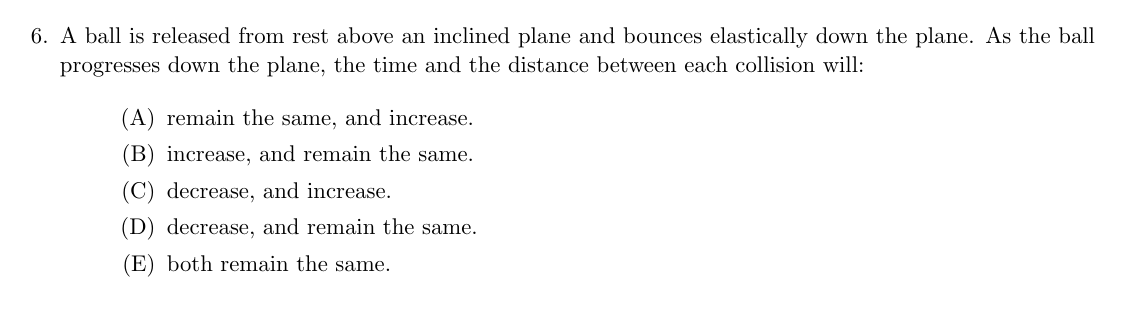 6. A ball is released from rest above an inclined plane and bounces elastically down the plane. As the ball
progresses down the plane, the time and the distance between each collision will:
(A) remain the same, and increase.
(B) increase, and remain the same.
(C) decrease, and increase.
(D) decrease, and remain the same.
(E) both remain the same.